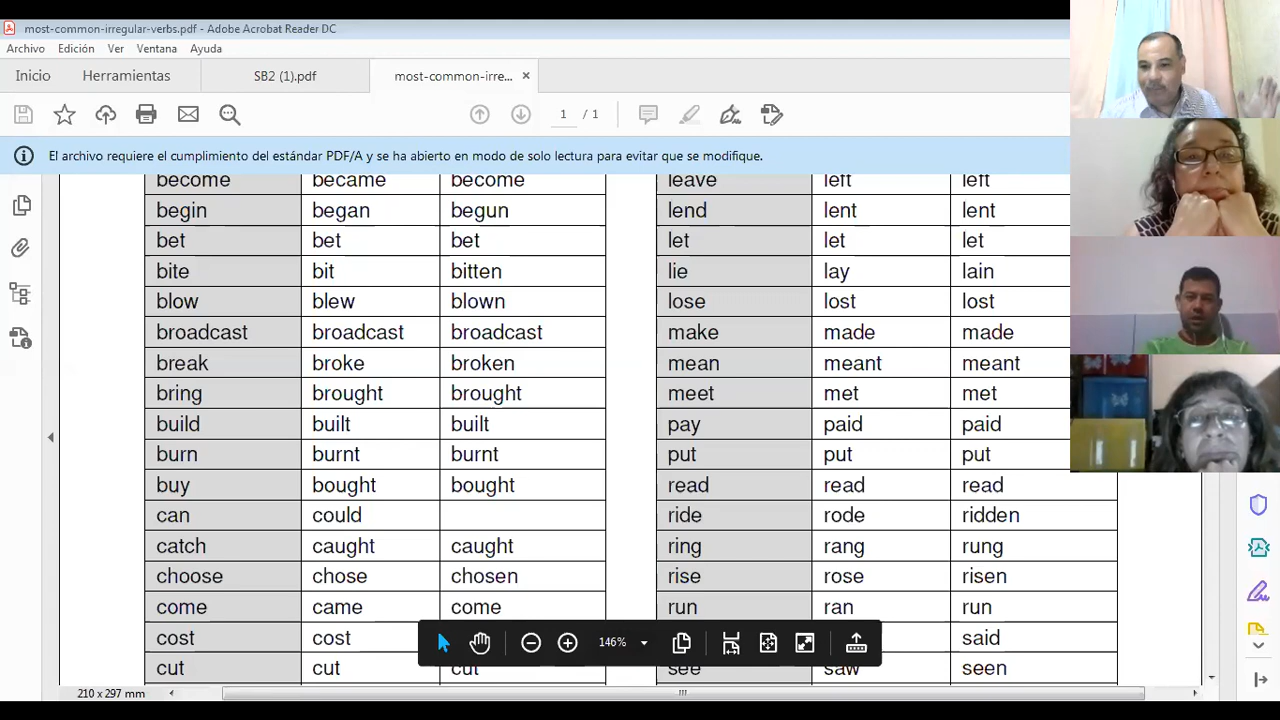 most-common-irregular-verbs.pdf - Adobe Acrobat Reader DC
Archivo Edición Ver Ventana Ayuda
Inicio Herramientas SB2 (1).pdf most-common-irre... ×
1 / 1
El archivo requiere el cumplimiento del estándar PDF/A y se ha abierto en modo de solo lectura para evitar que se modifique.
become became become leave left left
begin began begun lend lent lent
bet bet bet let let let
bite bit bitten lie lay lain
blow blew blown lose lost lost
broadcast broadcast broadcast make made made
break broke broken mean meant meant
bring brought brought meet met met
build built built pay paid paid
burn burnt burnt put put put
buy bought bought read read read
can could ride rode ridden
catch caught caught ring rang rung
choose chose chosen rise rose risen
come came come run ran run
cost cost said
146%
cut cut cut see saw seen
210 x 297 mm